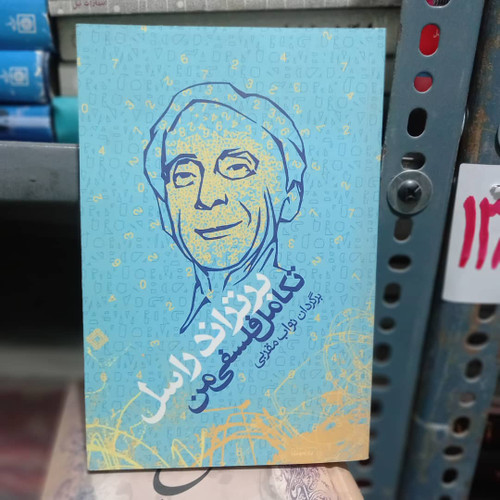 برتراند راسل
تکامل فلسفی من
برگردان نواب مقربی